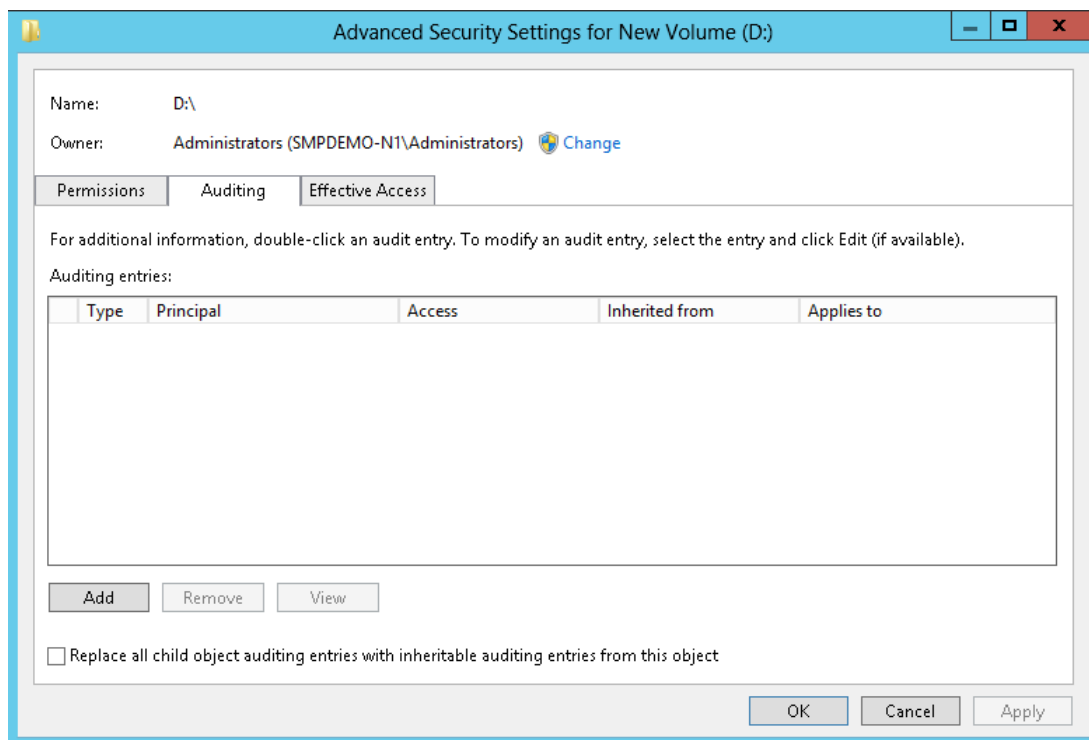 Advanced Security Settings for New Volume (D:)
Name: D:\
Owner: Administrators (SMPDEMO-N1\Administrators) Change
Permissions Auditing Effective Access
For additional information, double-click an audit entry. To modify an audit entry, select the entry and click Edit (if available).
Auditing entries:
Type Principal Access Inherited from Applies to
Add Remove View
Replace all child object auditing entries with inheritable auditing entries from this object
OK Cancel Apply